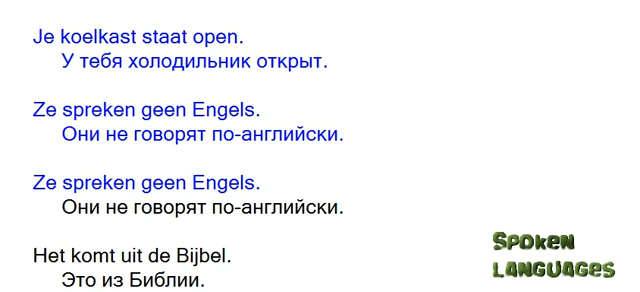 Je koelkast staat open.
У тебя холодильник открыт.
Ze spreken geen Engels.
Они не говорят по-английски.
Ze spreken geen Engels.
Они не говорят по-английски.
Het komt uit de Bijbel.
Это из Библии.
Spoken
Languages